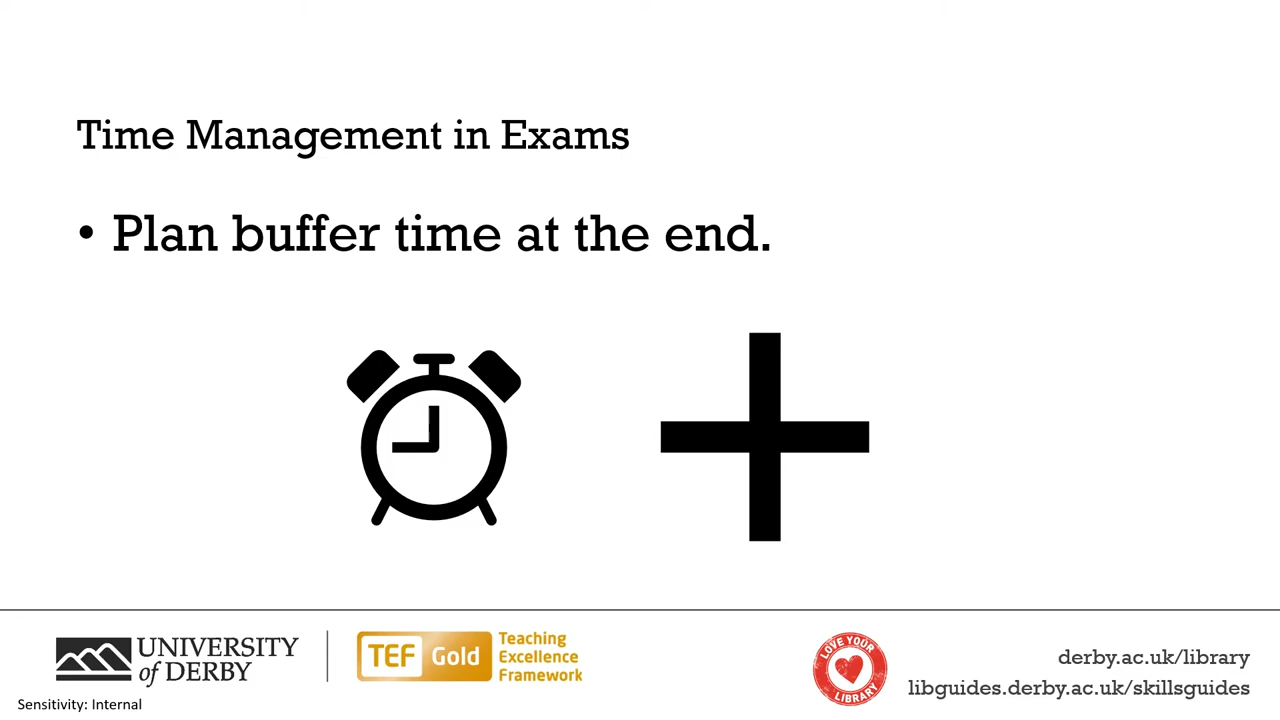 Time Management in Exams
• Plan buffer time at the end.
UNIVERSITY
of DERBY
TEF Gold
Teaching
Excellence
Framework
LOVE YOUR
LIBRARY
derby.ac.uk/library
libguides.derby.ac.uk/skillsguides
Sensitivity: Internal